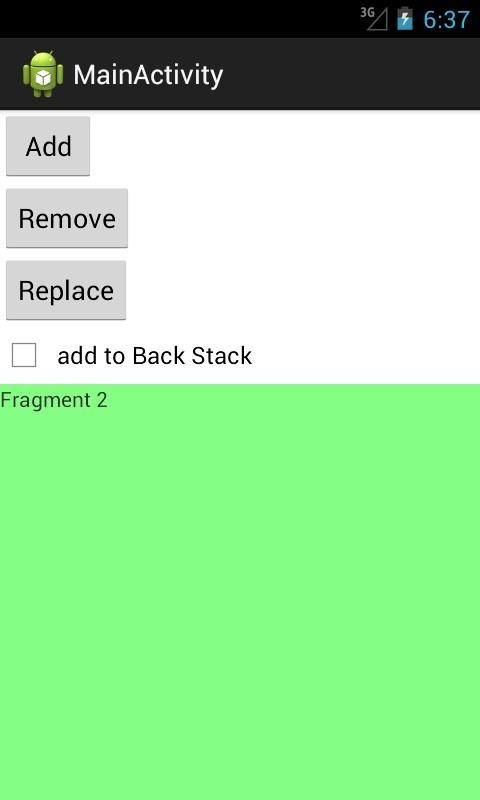 3G 6:37
MainActivity
Add
Remove
Replace
add to Back Stack
Fragment 2